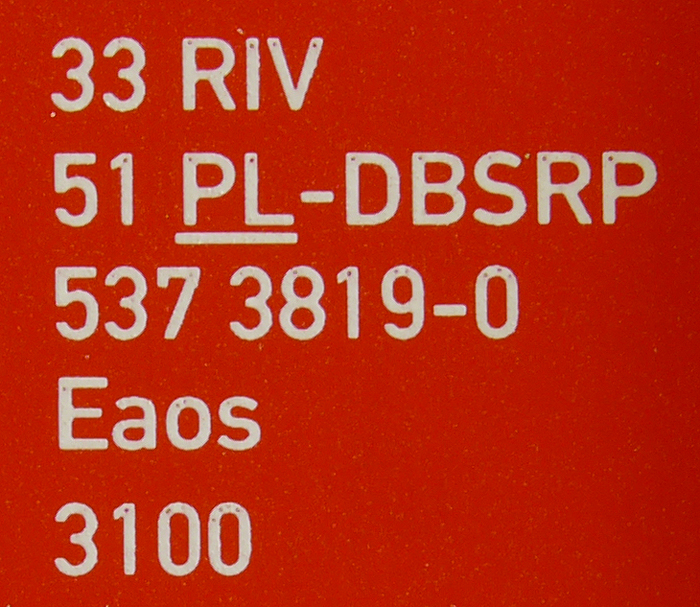 33 RIV
51 PL-DBSRP
537 3819-0
Eaos
3100